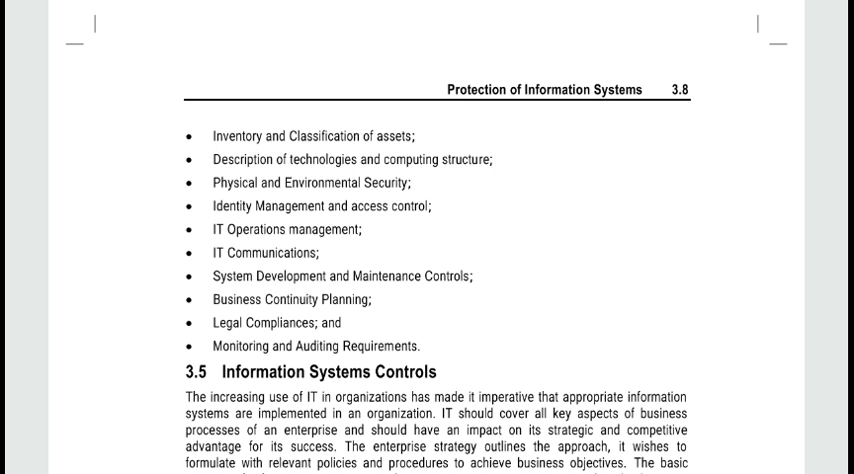 Protection of Information Systems 3.8
• Inventory and Classification of assets;
• Description of technologies and computing structure;
• Physical and Environmental Security;
• Identity Management and access control;
• IT Operations management;
• IT Communications;
• System Development and Maintenance Controls;
• Business Continuity Planning;
• Legal Compliances; and
• Monitoring and Auditing Requirements.
3.5 Information Systems Controls
The increasing use of IT in organizations has made it imperative that appropriate information
systems are implemented in an organization. IT should cover all key aspects of business
processes of an enterprise and should have an impact on its strategic and competitive
advantage for its success. The enterprise strategy outlines the approach, it wishes to
formulate with relevant policies and procedures to achieve business objectives. The basic